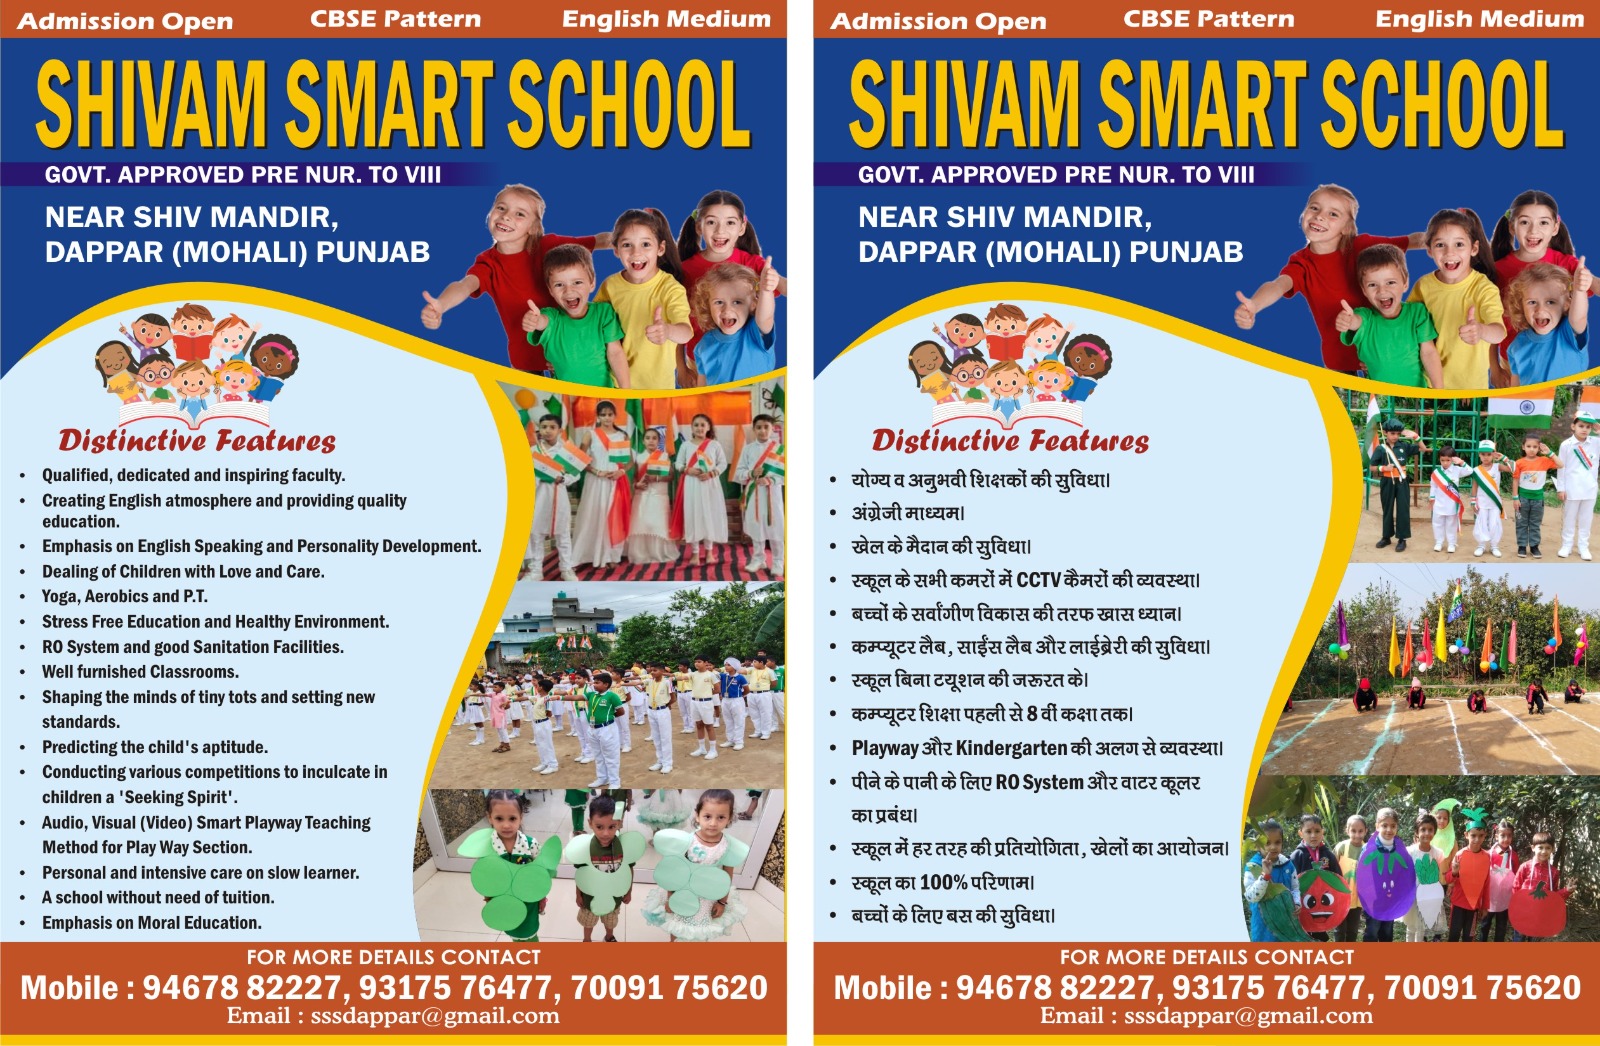 Admission Open CBSE Pattern English Medium
SHIVAM SMART SCHOOL
GOVT. APPROVED PRE NUR. TO VIII
NEAR SHIV MANDIR,
DAPPAR (MOHALI) PUNJAB
Distinctive Features
• Qualified, dedicated and inspiring faculty.
• Creating English atmosphere and providing quality
education.
• Emphasis on English Speaking and Personality Development.
• Dealing of Children with Love and Care.
• Yoga, Aerobics and P.T.
• Stress Free Education and Healthy Environment.
• RO System and good Sanitation Facilities.
• Well furnished Classrooms.
• Shaping the minds of tiny tots and setting new
standards.
• Predicting the child's aptitude.
• Conducting various competitions to inculcate in
children a 'Seeking Spirit'.
• Audio, Visual (Video) Smart Playway Teaching
Method for Play Way Section.
• Personal and intensive care on slow learner.
• A school without need of tuition.
• Emphasis on Moral Education.
FOR MORE DETAILS CONTACT
Mobile : 94678 82227, 93175 76477, 70091 75620
Email : sssdappar@gmail.com
Admission Open CBSE Pattern English Medium
SHIVAM SMART SCHOOL
GOVT. APPROVED PRE NUR. TO VIII
NEAR SHIV MANDIR,
DAPPAR (MOHALI) PUNJAB
Distinctive Features
• योग्य व अनुभवी शिक्षकों की सुविधा।
• अंग्रेजी माध्यम।
• खेल के मैदान की सुविधा।
• स्कूल के सभी कमरों में CCTV कैमरों की व्यवस्था।
• बच्चों के सर्वांगीण विकास की तरफ खास ध्यान।
• कम्प्यूटर लैब, साईंस लैब और लाईब्रेरी की सुविधा।
• स्कूल बिना टयूशन की जरूरत के।
• कम्प्यूटर शिक्षा पहली से 8 वीं कक्षा तक।
• Playway और Kindergarten की अलग से व्यवस्था।
• पीने के पानी के लिए RO System और वाटर कूलर
का प्रबंध।
• स्कूल में हर तरह की प्रतियोगिता, खेलों का आयोजन।
• स्कूल का 100% परिणाम।
• बच्चों के लिए बस की सुविधा।
FOR MORE DETAILS CONTACT
Mobile : 94678 82227, 93175 76477, 70091 75620
Email : sssdappar@gmail.com